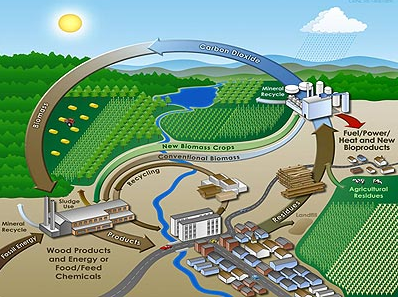 Carbon Dioxide
Mineral
Recycle
Biomass
Fuel/Power/
Heat and New
Bioproducts
New Biomass Crops
Conventional Biomass
Recycling
Agricultural
Residues
Sludge
Use
Mineral
Recycle
Residues
Landfill
Fossil Energy
Products
Wood Products
and Energy or
Food/Feed
Chemicals